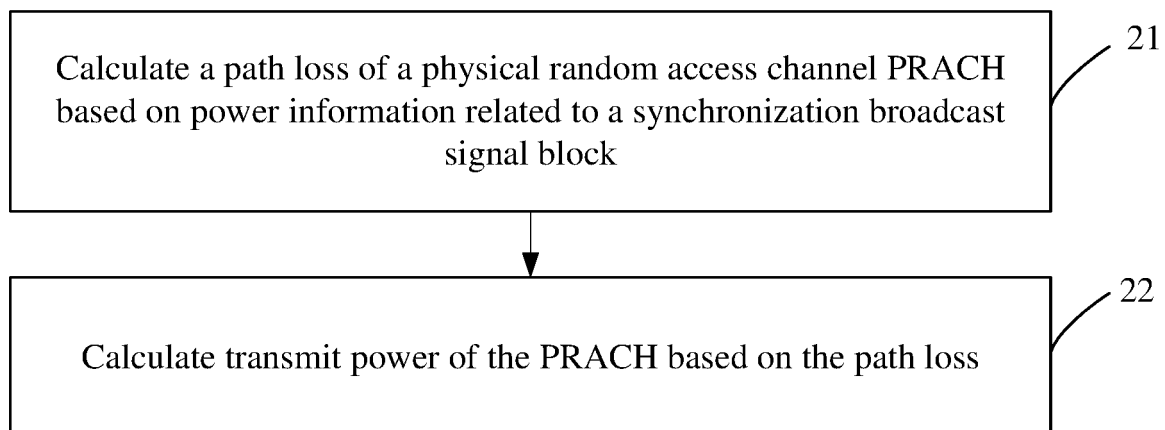 Calculate a path loss of a physical random access channel PRACH
based on power information related to a synchronization broadcast
signal block
21
Calculate transmit power of the PRACH based on the path loss
22